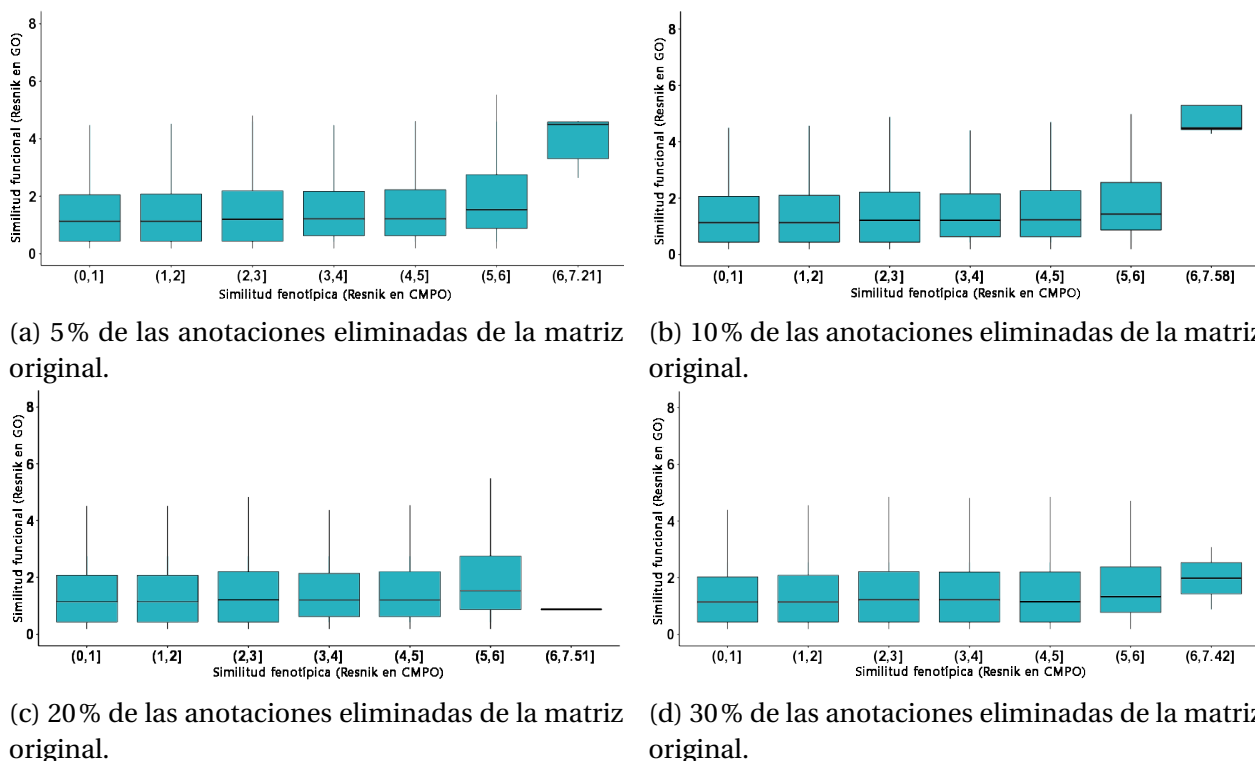 8
6
4
2
0
Similitud funcional (Resnik en GO)
(0,1] (1,2] (2,3] (3,4] (4,5] (5,6] (6,7.21]
Similitud fenotípica (Resnik en CMPO)
(a) 5% de las anotaciones eliminadas de la matriz
original.
8
6
4
2
0
Similitud funcional (Resnik en GO)
(0,1] (1,2] (2,3] (3,4] (4,5] (5,6] (6,7.58]
Similitud fenotípica (Resnik en CMPO)
(b) 10% de las anotaciones eliminadas de la matriz
original.
8
6
4
2
0
Similitud funcional (Resnik en GO)
(0,1] (1,2] (2,3] (3,4] (4,5] (5,6] (6,7.51]
Similitud fenotípica (Resnik en CMPO)
(c) 20% de las anotaciones eliminadas de la matriz
original.
8
6
4
2
0
Similitud funcional (Resnik en GO)
(0,1] (1,2] (2,3] (3,4] (4,5] (5,6] (6,7.42]
Similitud fenotípica (Resnik en CMPO)
(d) 30% de las anotaciones eliminadas de la matriz
original.